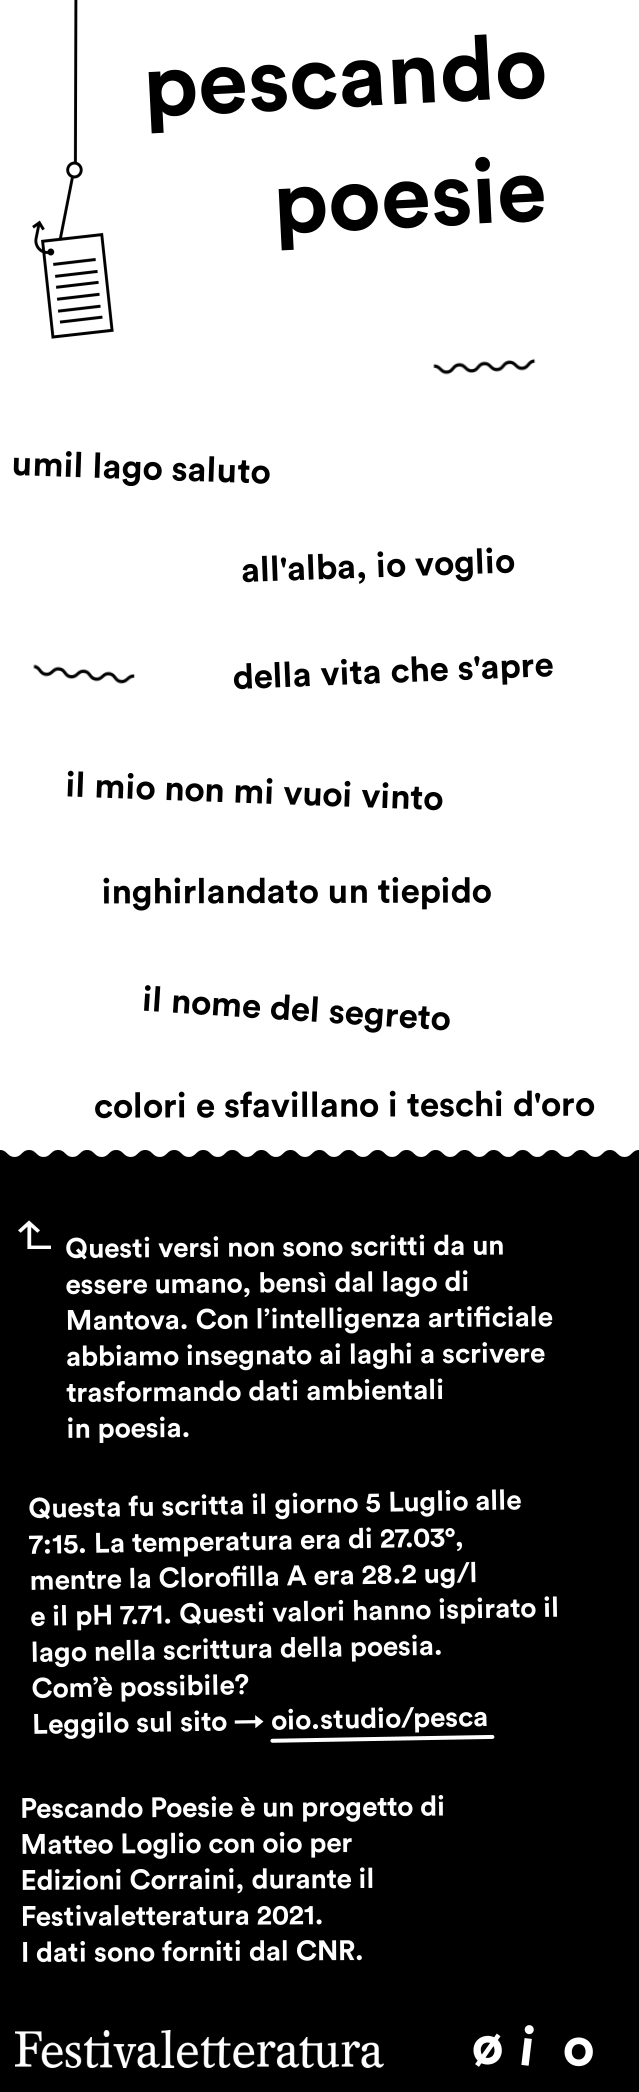 pescando
poesie
umil lago saluto
all'alba, io voglio
della vita che s'apre
il mio non mi vuoi vinto
inghirlandato un tiepido
il nome del segreto
colori e sfavillano i teschi d'oro
Questi versi non sono scritti da un
essere umano, bensì dal lago di
Mantova. Con l’intelligenza artificiale
abbiamo insegnato ai laghi a scrivere
trasformando dati ambientali
in poesia.
Questa fu scritta il giorno 5 Luglio alle
7:15. La temperatura era di 27.03°,
mentre la Clorofilla A era 28.2 ug/l
e il pH 7.71. Questi valori hanno ispirato il
lago nella scrittura della poesia.
Com’è possibile?
Leggilo sul sito → oio.studio/pesca
Pescando Poesie è un progetto di
Matteo Loglio con oio per
Edizioni Corraini, durante il
Festivaletteratura 2021.
I dati sono forniti dal CNR.
Festivaletteratura øio